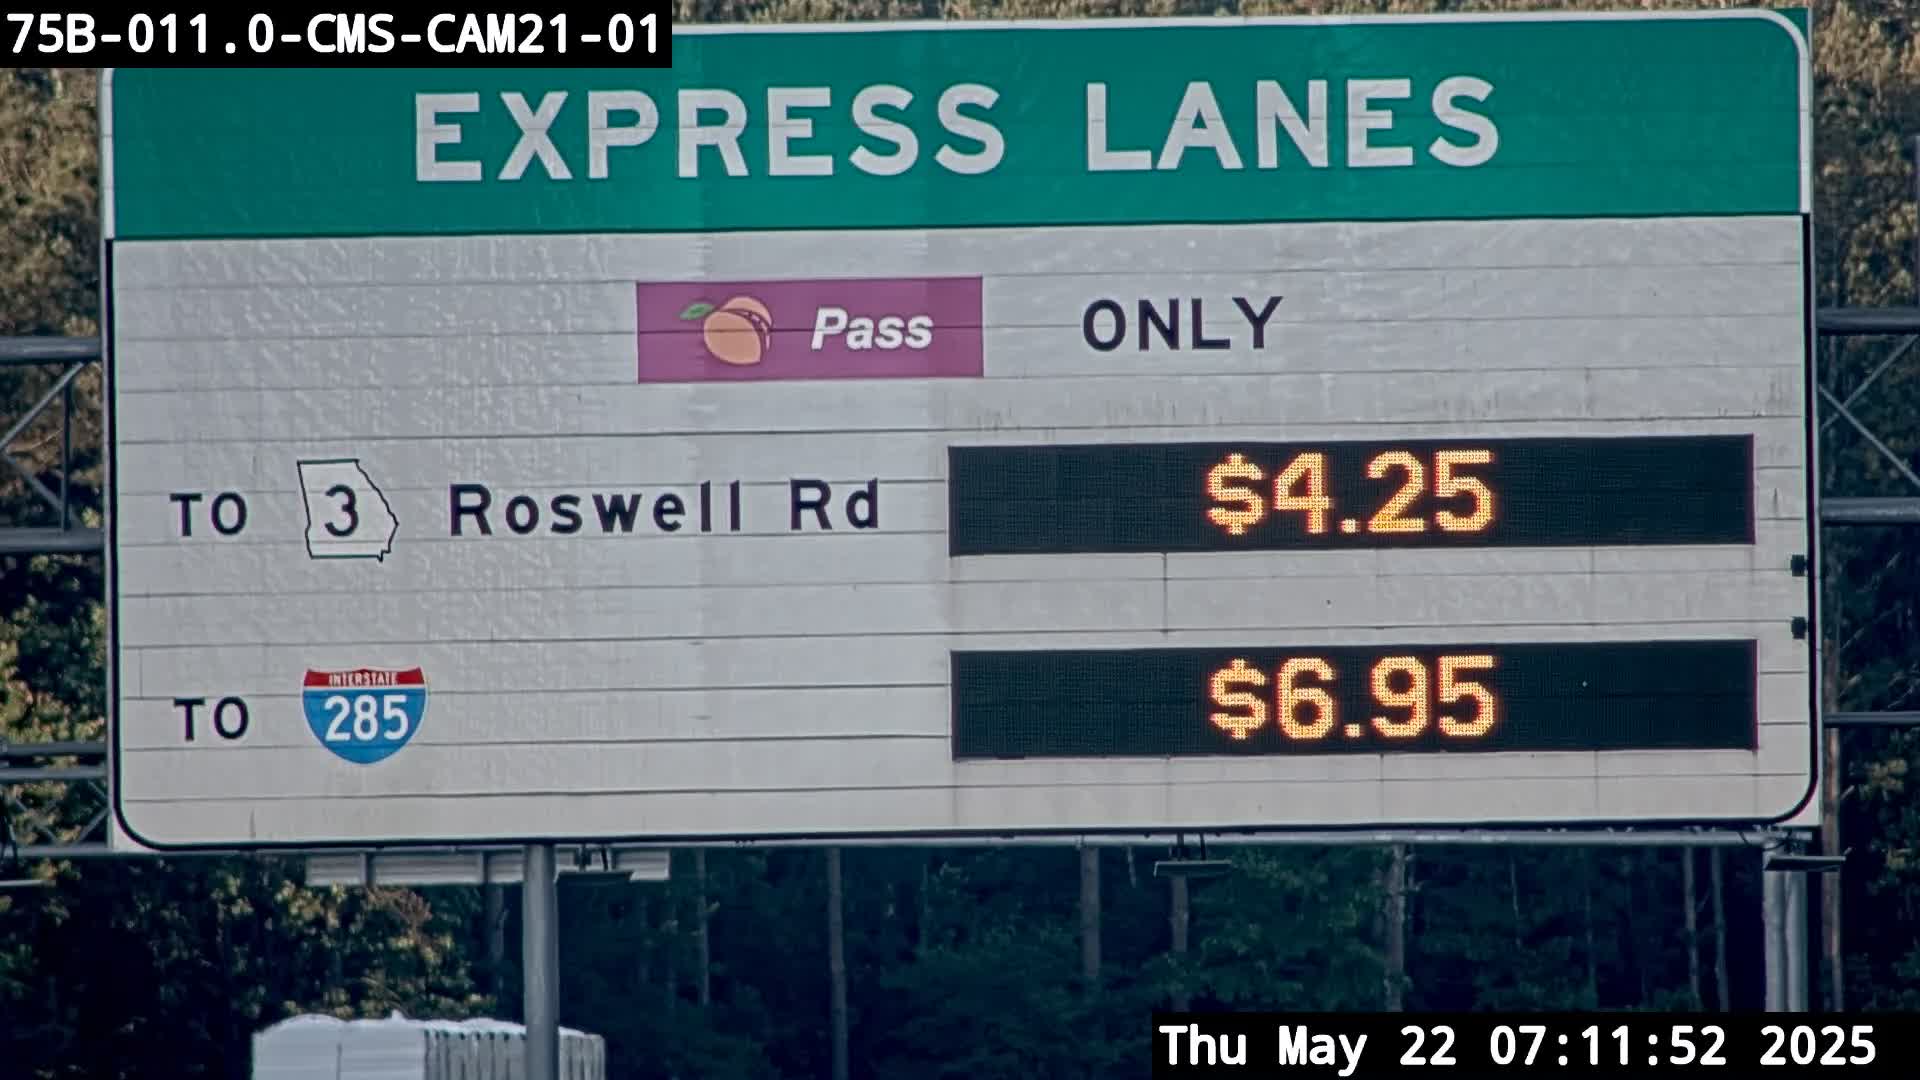 75B-011.0-CMS-CAM21-01
EXPRESS LANES
Pass ONLY
TO 3 Roswell Rd $4.25
INTERSTATE
TO 285 $6.95
Thu May 22 07:11:52 2025